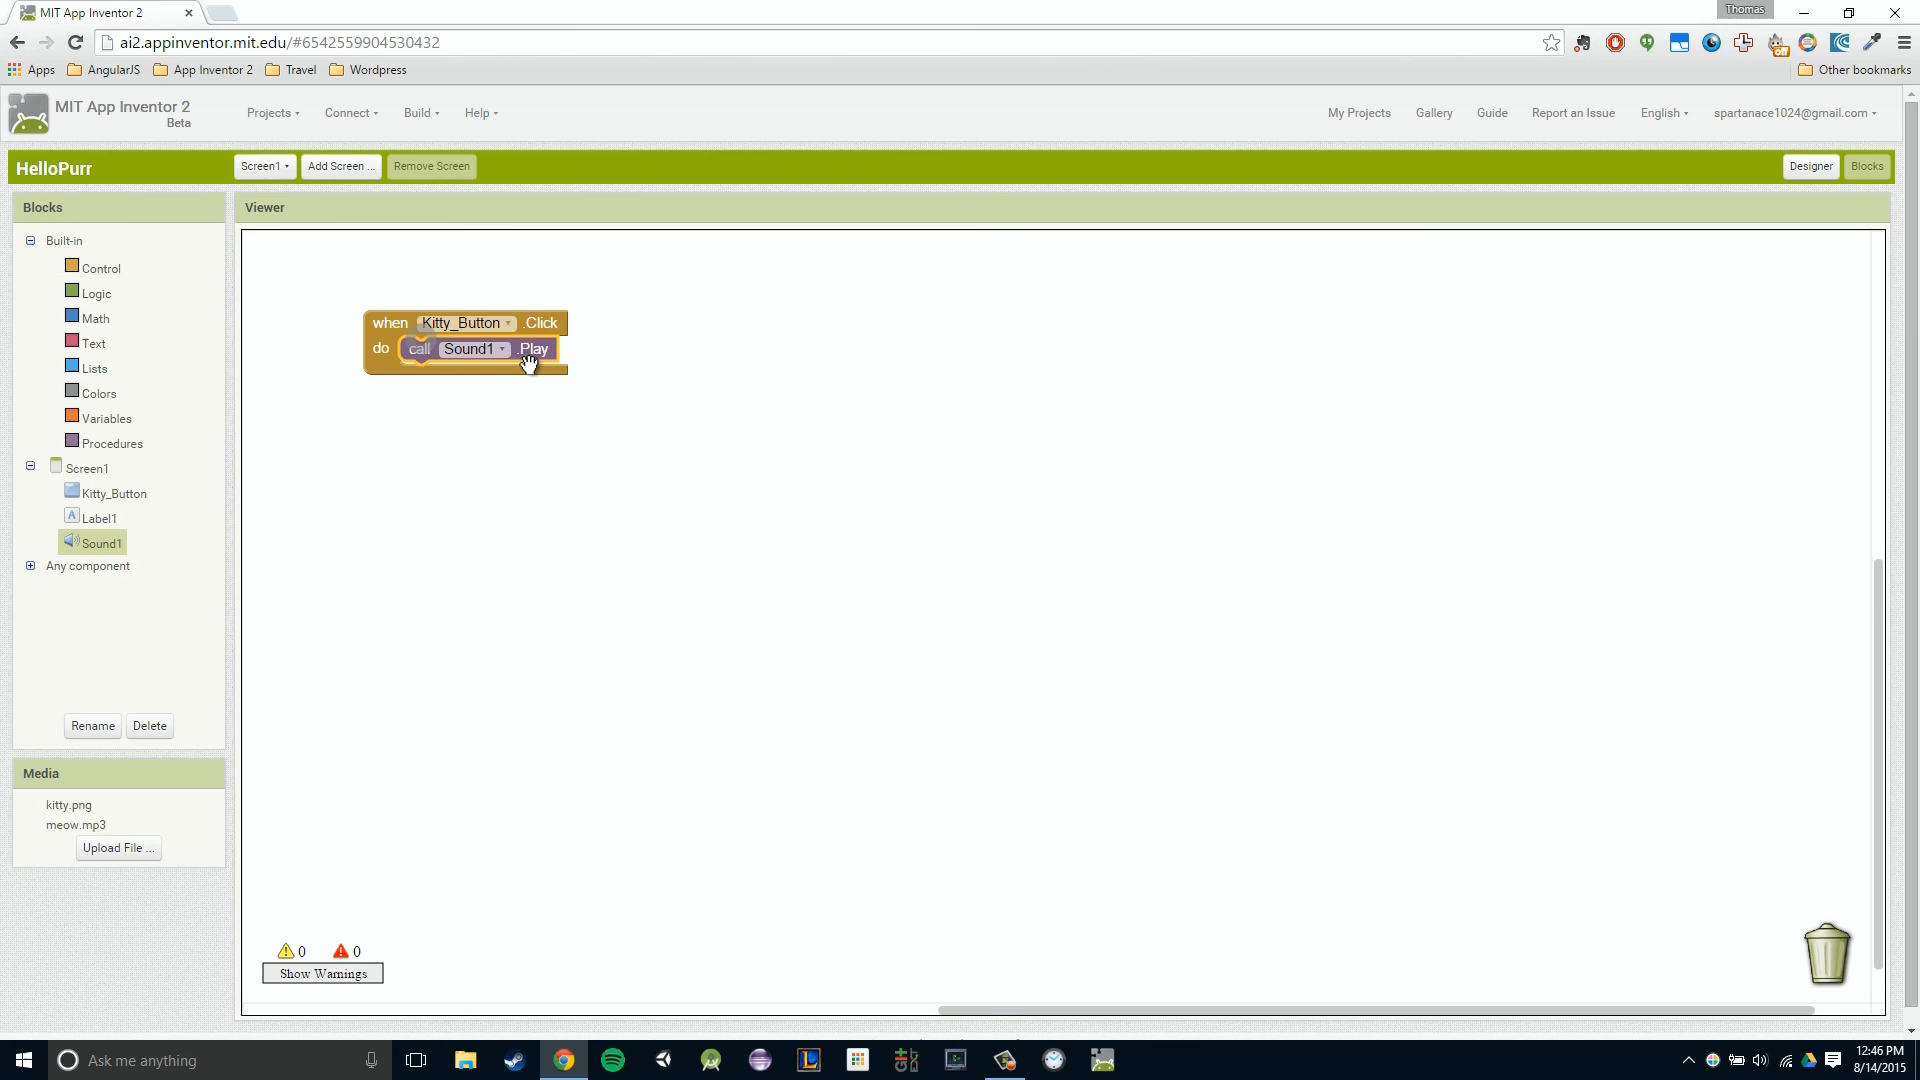 MIT App Inventor 2
Thomas
ai2.appinventor.mit.edu/#6542559904530432
Apps AngularJS App Inventor 2 Travel Wordpress Other bookmarks
MIT App Inventor 2
Beta
Projects Connect Build Help My Projects Gallery Guide Report an Issue English spartanace1024@gmail.com
HelloPurr Screen1 Add Screen ... Remove Screen Designer Blocks
Blocks
Viewer
Built-in
Control
Logic
Math
Text
Lists
Colors
Variables
Procedures
Screen1
Kitty_Button
Label1
Sound1
Any component
Rename Delete
Media
kitty.png
meow.mp3
Upload File ...
when Kitty_Button .Click
do call Sound1 .Play
0 0
Show Warnings
off
Ask me anything
12:46 PM
8/14/2015